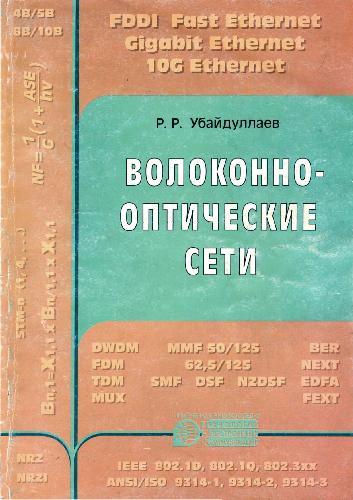 4B/5B
8B/10B
FDDI Fast Ethernet
Gigabit Ethernet
10G Ethernet
NF=1/G(1+ASE/hν)
Р. Р. Убайдуллаев
ВОЛОКОННО-
ОПТИЧЕСКИЕ
СЕТИ
STM-n (1, 4, ...)
Bn,1=X1,1 x Bn/1,1 x X1,1
DWDM MMF 50/125 BER
FDM 62,5/125 NEXT
TDM SMF DSF NZDSF EDFA
MUX FEXT
NRZ
NRZI
IEEE 802.1D, 802.1Q, 802.3xx
ANSI/ISO 9314-1, 9314-2, 9314-3